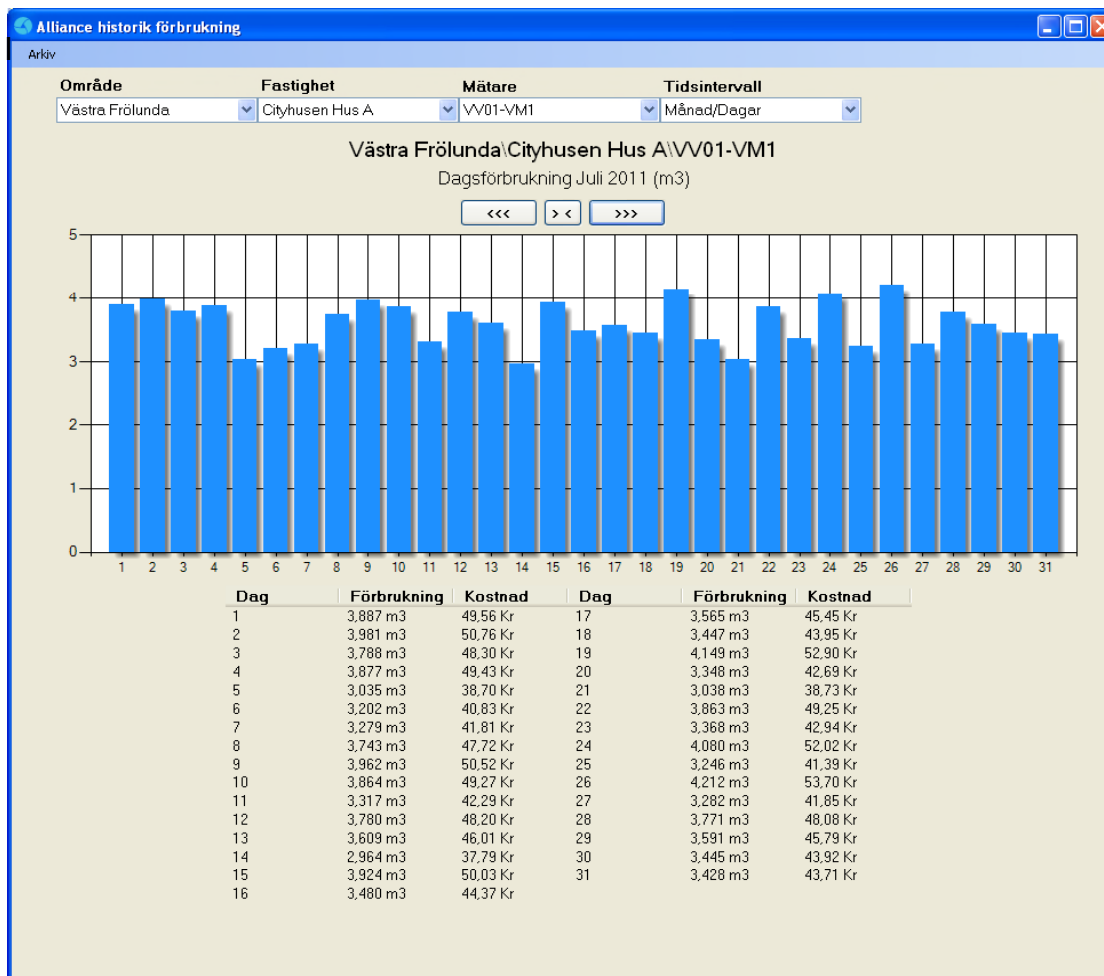 Alliance historik förbrukning
Arkiv
Område Fastighet Mätare Tidsintervall
Västra Frölunda Cityhusen Hus A VV01-VM1 Månad/Dagar
Västra Frölunda\Cityhusen Hus A\VV01-VM1
Dagsförbrukning Juli 2011 (m3)
<<< > < >>>
5
4
3
2
1
0
1 2 3 4 5 6 7 8 9 10 11 12 13 14 15 16 17 18 19 20 21 22 23 24 25 26 27 28 29 30 31
Dag Förbrukning Kostnad Dag Förbrukning Kostnad
1 3,887 m3 49,56 Kr 17 3,565 m3 45,45 Kr
2 3,981 m3 50,76 Kr 18 3,447 m3 43,95 Kr
3 3,788 m3 48,30 Kr 19 4,149 m3 52,90 Kr
4 3,877 m3 49,43 Kr 20 3,348 m3 42,69 Kr
5 3,035 m3 38,70 Kr 21 3,038 m3 38,73 Kr
6 3,202 m3 40,83 Kr 22 3,863 m3 49,25 Kr
7 3,279 m3 41,81 Kr 23 3,368 m3 42,94 Kr
8 3,743 m3 47,72 Kr 24 4,080 m3 52,02 Kr
9 3,962 m3 50,52 Kr 25 3,246 m3 41,39 Kr
10 3,864 m3 49,27 Kr 26 4,212 m3 53,70 Kr
11 3,317 m3 42,29 Kr 27 3,282 m3 41,85 Kr
12 3,780 m3 48,20 Kr 28 3,771 m3 48,08 Kr
13 3,609 m3 46,01 Kr 29 3,591 m3 45,79 Kr
14 2,964 m3 37,79 Kr 30 3,445 m3 43,92 Kr
15 3,924 m3 50,03 Kr 31 3,428 m3 43,71 Kr
16 3,480 m3 44,37 Kr